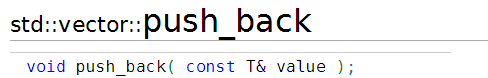 std::vector::push_back
void push_back( const T& value );